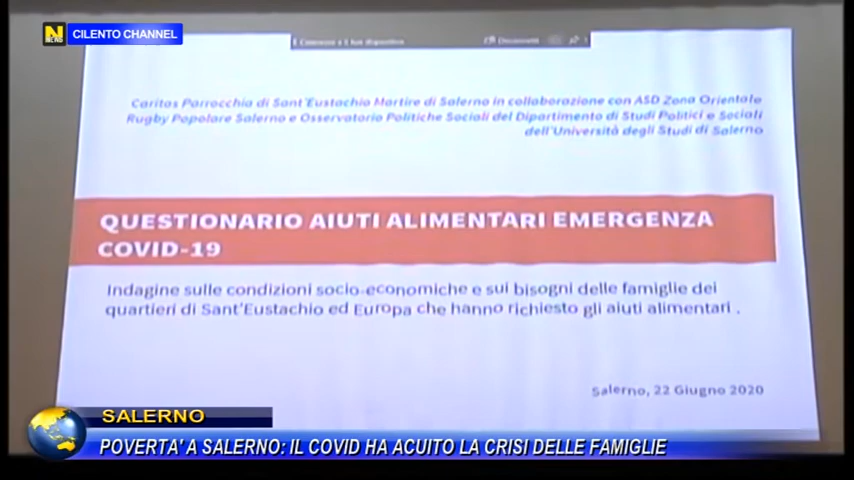 N
NEWS
CILENTO CHANNEL
Caritas Parrocchia di Sant'Eustachio Martire di Salerno in collaborazione con ASD Zona Orientale
Rugby Popolare Salerno e Osservatorio Politiche Sociali del Dipartimento di Studi Politici e Sociali
dell'Università degli Studi di Salerno
QUESTIONARIO AIUTI ALIMENTARI EMERGENZA
COVID-19
Indagine sulle condizioni socio-economiche e sui bisogni delle famiglie dei
quartieri di Sant'Eustachio ed Europa che hanno richiesto gli aiuti alimentari .
Salerno, 22 Giugno 2020
SALERNO
POVERTA' A SALERNO: IL COVID HA ACUITO LA CRISI DELLE FAMIGLIE